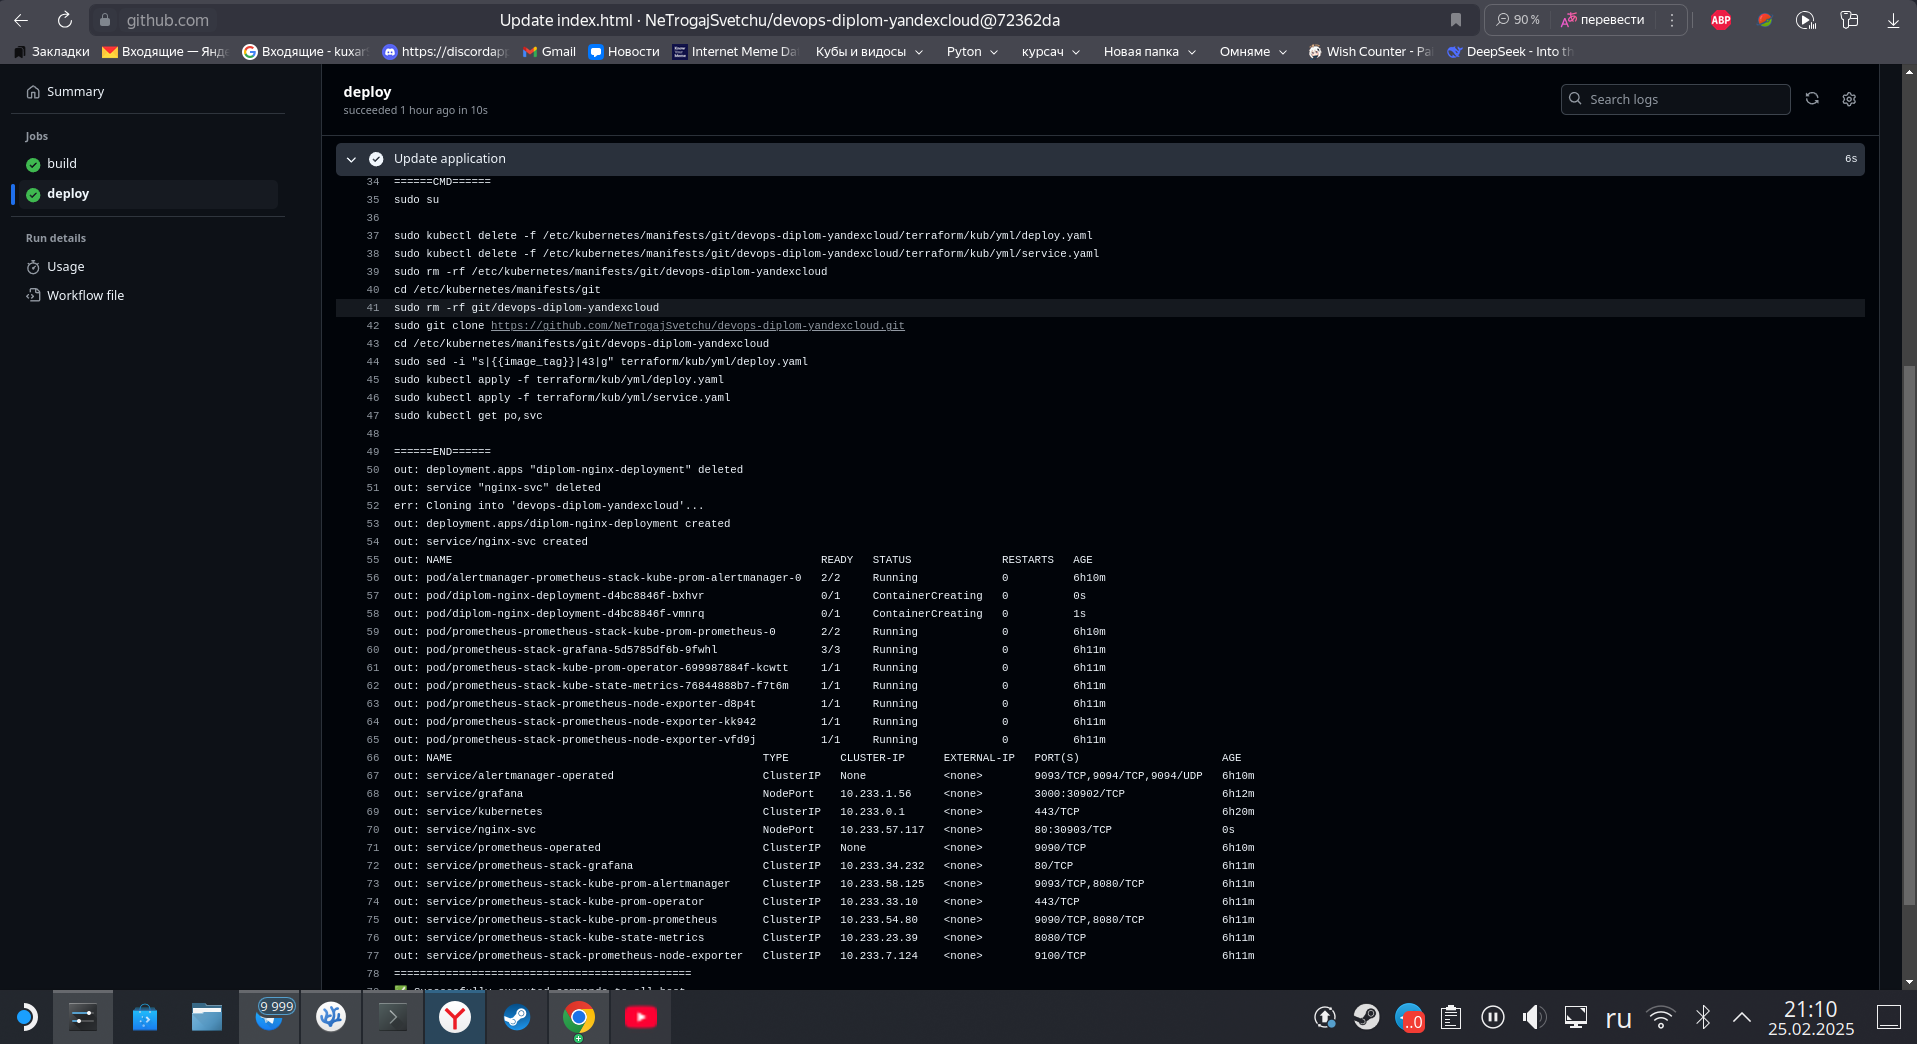 github.com
Update index.html · NeTrogajSvetchu/devops-diplom-yandexcloud@72362da
90 %
перевести
ABP
Закладки
Входящие — Янд
Входящие - kuxar
https://discordapp
Gmail
Новости
Internet Meme Da
Кубы и видосы
Pyton
курсач
Новая папка
Омняме
Wish Counter - Pa
DeepSeek - Into th
Summary
Jobs
build
deploy
Run details
Usage
Workflow file
deploy
succeeded 1 hour ago in 10s
Search logs
Update application
6s
34 ======CMD======
35 sudo su
36
37 sudo kubectl delete -f /etc/kubernetes/manifests/git/devops-diplom-yandexcloud/terraform/kub/yml/deploy.yaml
38 sudo kubectl delete -f /etc/kubernetes/manifests/git/devops-diplom-yandexcloud/terraform/kub/yml/service.yaml
39 sudo rm -rf /etc/kubernetes/manifests/git/devops-diplom-yandexcloud
40 cd /etc/kubernetes/manifests/git
41 sudo rm -rf git/devops-diplom-yandexcloud
42 sudo git clone https://github.com/NeTrogajSvetchu/devops-diplom-yandexcloud.git
43 cd /etc/kubernetes/manifests/git/devops-diplom-yandexcloud
44 sudo sed -i "s|{{image_tag}}|43|g" terraform/kub/yml/deploy.yaml
45 sudo kubectl apply -f terraform/kub/yml/deploy.yaml
46 sudo kubectl apply -f terraform/kub/yml/service.yaml
47 sudo kubectl get po,svc
48
49 ======END======
50 out: deployment.apps "diplom-nginx-deployment" deleted
51 out: service "nginx-svc" deleted
52 err: Cloning into 'devops-diplom-yandexcloud'...
53 out: deployment.apps/diplom-nginx-deployment created
54 out: service/nginx-svc created
55 out: NAME READY STATUS RESTARTS AGE
56 out: pod/alertmanager-prometheus-stack-kube-prom-alertmanager-0 2/2 Running 0 6h10m
57 out: pod/diplom-nginx-deployment-d4bc8846f-bxhvr 0/1 ContainerCreating 0 0s
58 out: pod/diplom-nginx-deployment-d4bc8846f-vmnrq 0/1 ContainerCreating 0 1s
59 out: pod/prometheus-prometheus-stack-kube-prom-prometheus-0 2/2 Running 0 6h10m
60 out: pod/prometheus-stack-grafana-5d5785df6b-9fwhl 3/3 Running 0 6h11m
61 out: pod/prometheus-stack-kube-prom-operator-699987884f-kcwtt 1/1 Running 0 6h11m
62 out: pod/prometheus-stack-kube-state-metrics-76844888b7-f7t6m 1/1 Running 0 6h11m
63 out: pod/prometheus-stack-prometheus-node-exporter-d8p4t 1/1 Running 0 6h11m
64 out: pod/prometheus-stack-prometheus-node-exporter-kk942 1/1 Running 0 6h11m
65 out: pod/prometheus-stack-prometheus-node-exporter-vfd9j 1/1 Running 0 6h11m
66 out: NAME TYPE CLUSTER-IP EXTERNAL-IP PORT(S) AGE
67 out: service/alertmanager-operated ClusterIP None <none> 9093/TCP,9094/TCP,9094/UDP 6h10m
68 out: service/grafana NodePort 10.233.1.56 <none> 3000:30902/TCP 6h12m
69 out: service/kubernetes ClusterIP 10.233.0.1 <none> 443/TCP 6h20m
70 out: service/nginx-svc NodePort 10.233.57.117 <none> 80:30903/TCP 0s
71 out: service/prometheus-operated ClusterIP None <none> 9090/TCP 6h10m
72 out: service/prometheus-stack-grafana ClusterIP 10.233.34.232 <none> 80/TCP 6h11m
73 out: service/prometheus-stack-kube-prom-alertmanager ClusterIP 10.233.58.125 <none> 9093/TCP,8080/TCP 6h11m
74 out: service/prometheus-stack-kube-prom-operator ClusterIP 10.233.33.10 <none> 443/TCP 6h11m
75 out: service/prometheus-stack-kube-prom-prometheus ClusterIP 10.233.54.80 <none> 9090/TCP,8080/TCP 6h11m
76 out: service/prometheus-stack-kube-state-metrics ClusterIP 10.233.23.39 <none> 8080/TCP 6h11m
77 out: service/prometheus-stack-prometheus-node-exporter ClusterIP 10.233.7.124 <none> 9100/TCP 6h11m
78 ==============================================
9 999
ru
21:10
25.02.2025